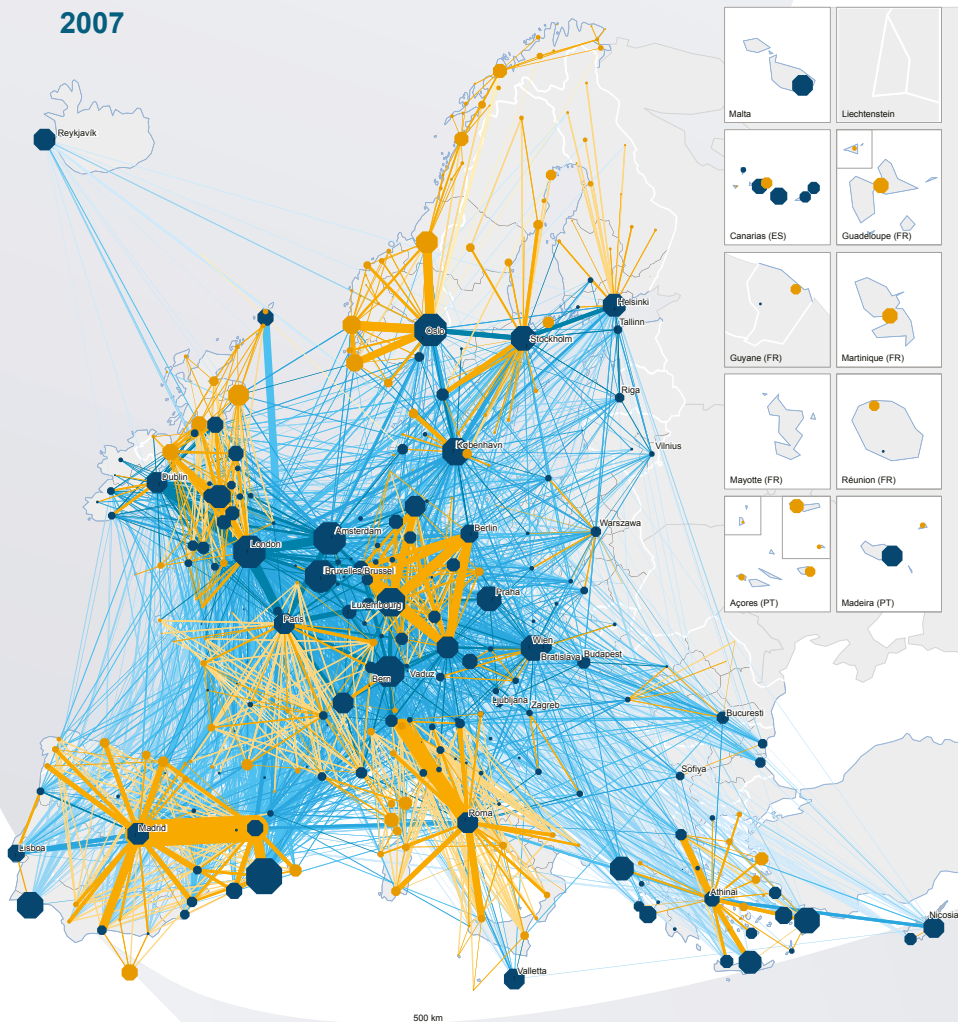 2007
Reykjavík
Helsinki
Oslo
Tallinn
Stockholm
Riga
København
Vilnius
Dublin
Amsterdam
Berlin
Warszawa
London
Bruxelles/Brussel
Praha
Luxembourg
Paris
Wien
Bratislava
Budapest
Bern
Vaduz
Ljubljana
Zagreb
Bucuresti
Sofiya
Madrid
Roma
Lisboa
Athinai
Nicosia
Valletta
500 km
Malta
Liechtenstein
Canarias (ES)
Guadeloupe (FR)
Guyane (FR)
Martinique (FR)
Mayotte (FR)
Réunion (FR)
Açores (PT)
Madeira (PT)